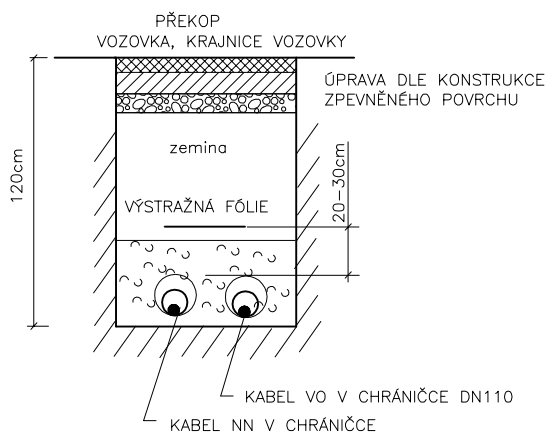 PŘEKOP
VOZOVKA, KRAJNICE VOZOVKY
ÚPRAVA DLE KONSTRUKCE
ZPEVNĚNÉHO POVRCHU
120cm
zemina
20-30cm
VÝSTRAŽNÁ FÓLIE
KABEL VO V CHRÁNIČCE DN110
KABEL NN V CHRÁNIČCE